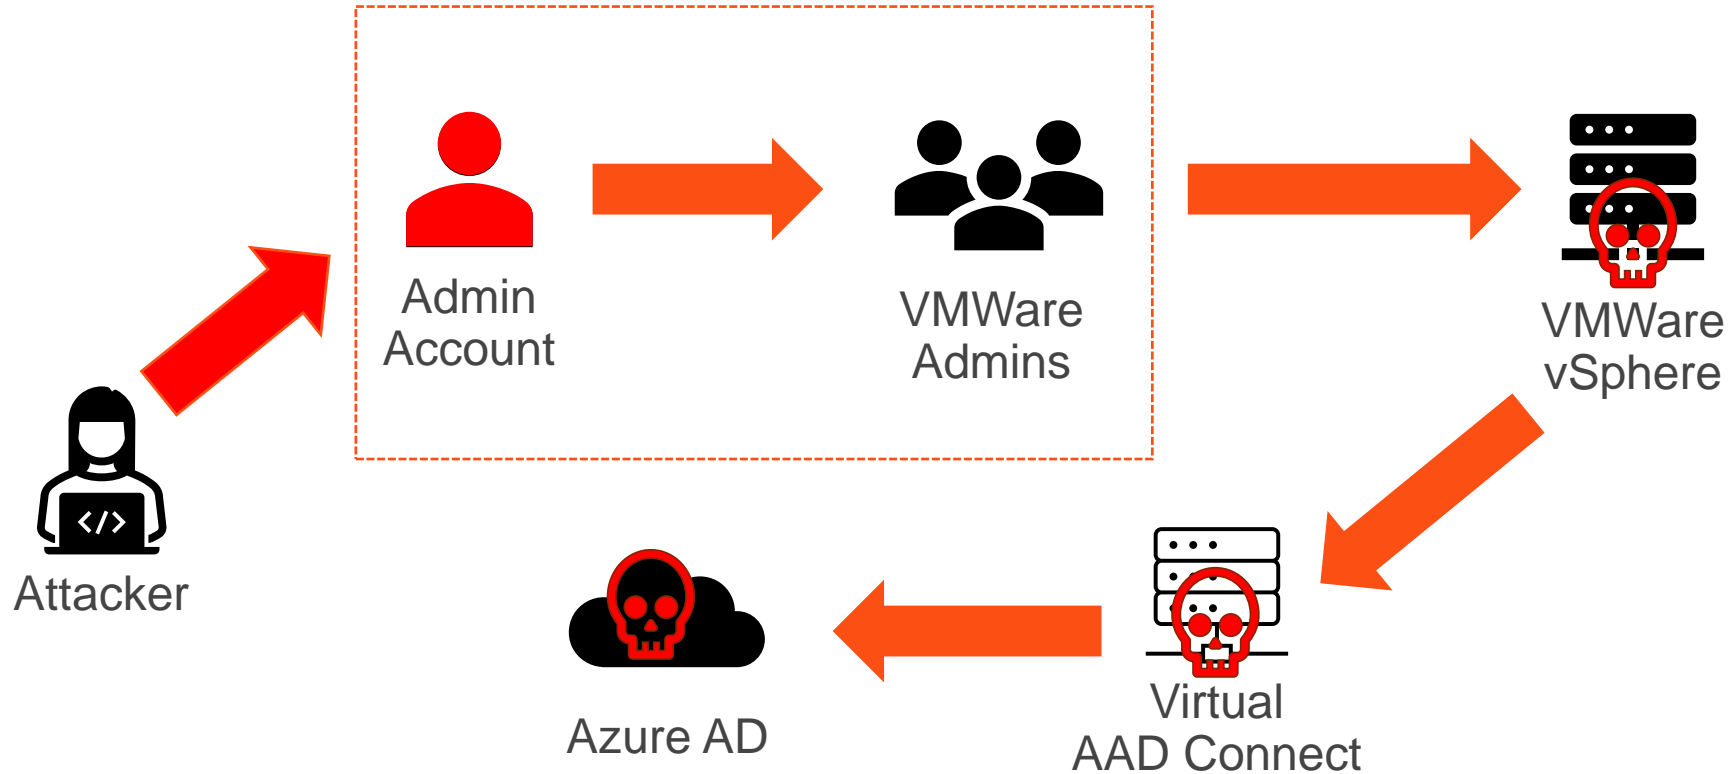 Admin
Account
VMWare
Admins
VMWare
vSphere
</>
Attacker
Azure AD
Virtual
AAD Connect